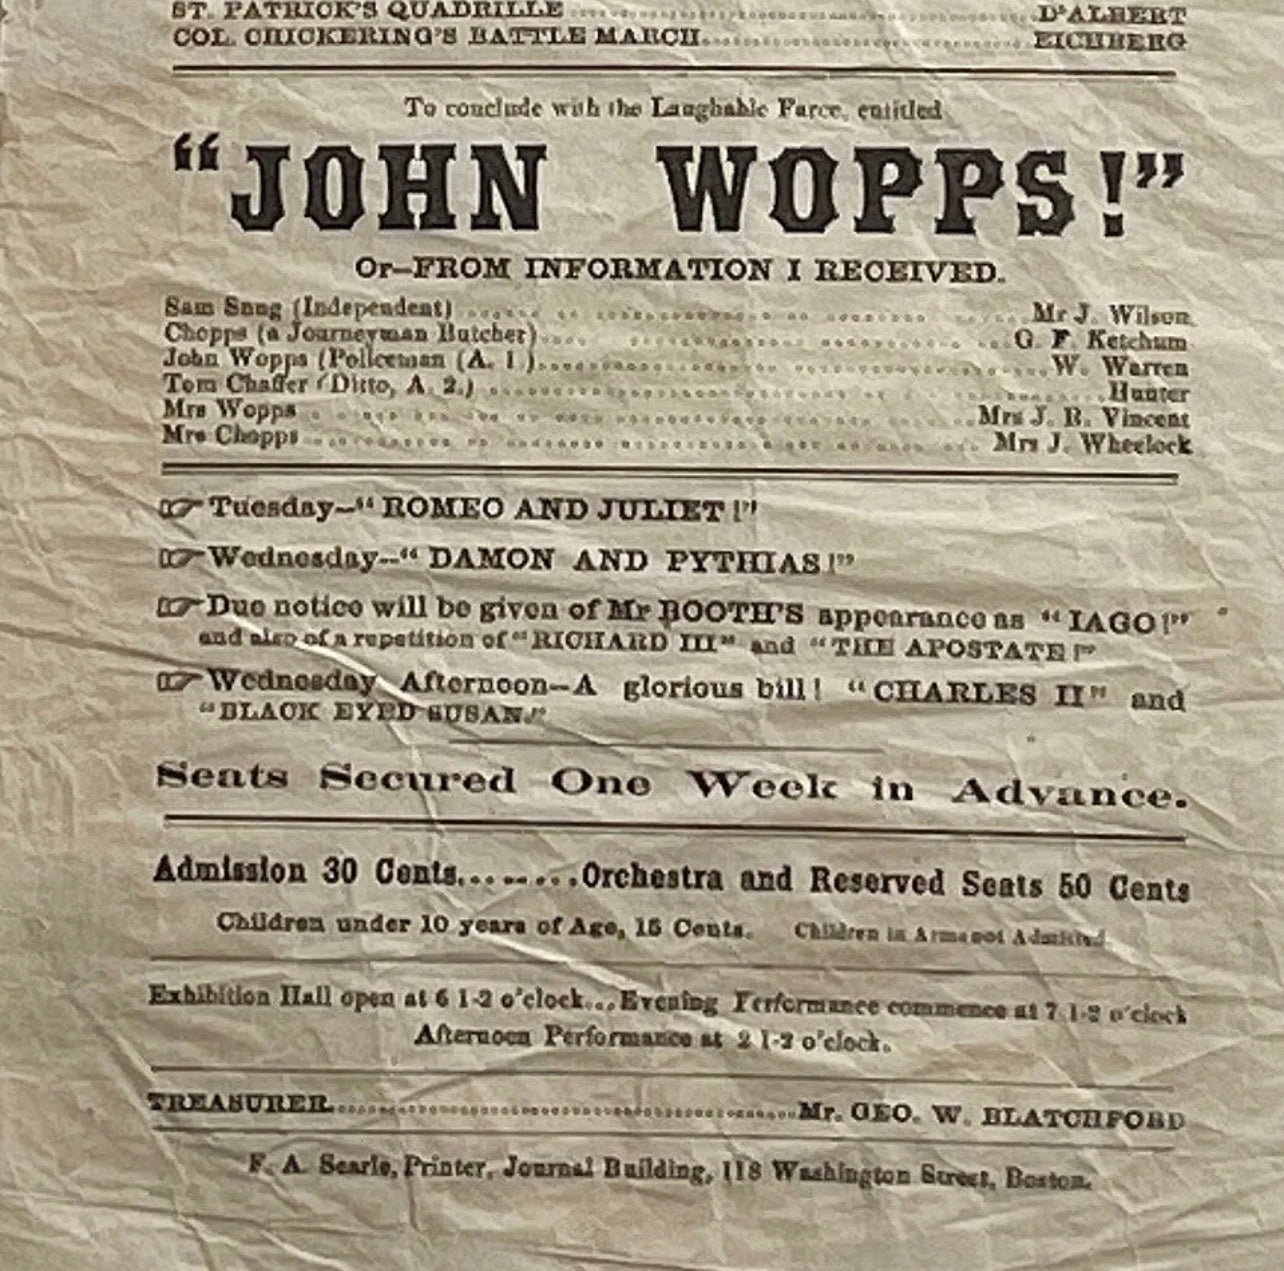 ST. PATRICK'S QUADRILLE ........ D'ALBERT
COL. CHICKERING'S BATTLE MARCH ........ EICHBERG
To conclude with the Laughable Farce, entitled
"JOHN WOPPS!"
Or—FROM INFORMATION I RECEIVED.
Sam Snug (Independent) ........ Mr J. Wilson
Chopps (a Journeyman Butcher) ........ G. F. Ketchum
John Wopps (Policeman (A. 1.) ........ W. Warren
Tom Chaffer (Ditto, A. 2.) ........ Hunter
Mrs Wopps ........ Mrs J. R. Vincent
Mrs Chopps ........ Mrs J. Wheelock
☞ Tuesday—"ROMEO AND JULIET!"
☞ Wednesday—"DAMON AND PYTHIAS!"
☞ Due notice will be given of Mr BOOTH'S appearance as "IAGO!"
and also of a repetition of "RICHARD III" and "THE APOSTATE!"
☞ Wednesday Afternoon—A glorious bill! "CHARLES II" and
"BLACK EYED SUSAN."
Seats Secured One Week in Advance.
Admission 30 Cents.........Orchestra and Reserved Seats 50 Cents
Children under 10 years of Age, 15 Cents. Children in Arms not Admitted.
Exhibition Hall open at 6 1-2 o'clock...Evening Performance commence at 7 1-2 o'clock
Afternoon Performance at 2 1-2 o'clock.
TREASURER ........ Mr. GEO. W. BLATCHFORD
F. A. Searle, Printer, Journal Building, 118 Washington Street, Boston.